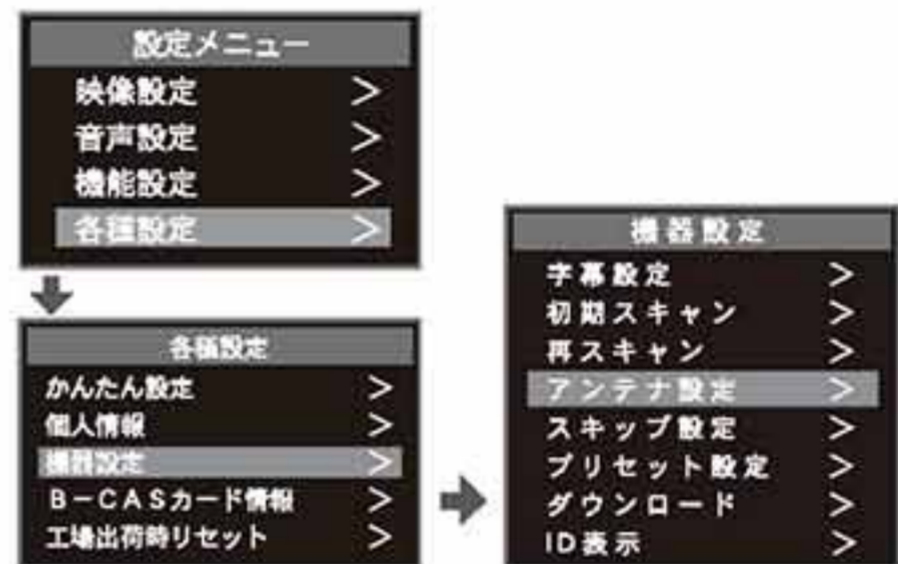 設定メニュー
映像設定 ＞
音声設定 ＞
機能設定 ＞
各種設定 ＞
各種設定
かんたん設定 ＞
個人情報 ＞
機器設定 ＞
B－CASカード情報 ＞
工場出荷時リセット ＞
機器設定
字幕設定 ＞
初期スキャン ＞
再スキャン ＞
アンテナ設定 ＞
スキップ設定 ＞
プリセット設定 ＞
ダウンロード ＞
ID表示 ＞